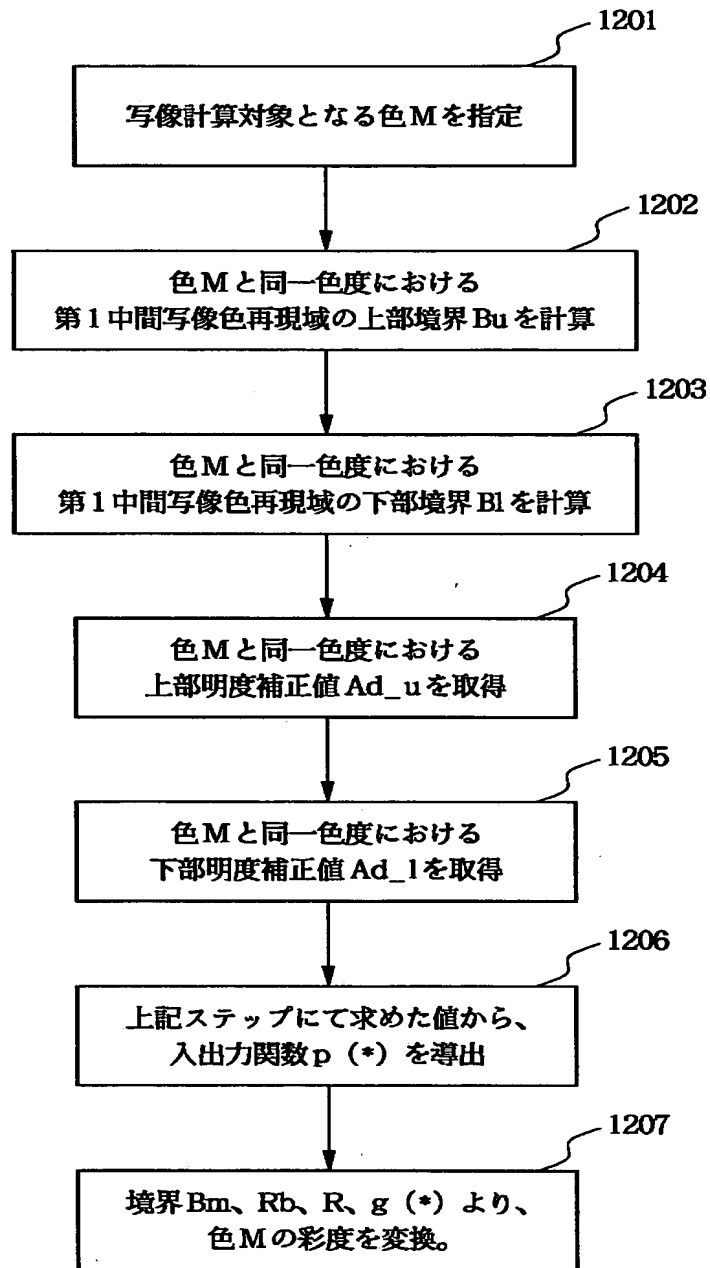 1201
写像計算対象となる色Mを指定
1202
色Mと同一色度における
第1中間写像色再現域の上部境界Buを計算
1203
色Mと同一色度における
第1中間写像色再現域の下部境界Blを計算
1204
色Mと同一色度における
上部明度補正値Ad_uを取得
1205
色Mと同一色度における
下部明度補正値Ad_lを取得
1206
上記ステップにて求めた値から、
入出力関数p(*)を導出
1207
境界Bm、Rb、R、g(*)より、
色Mの彩度を変換。